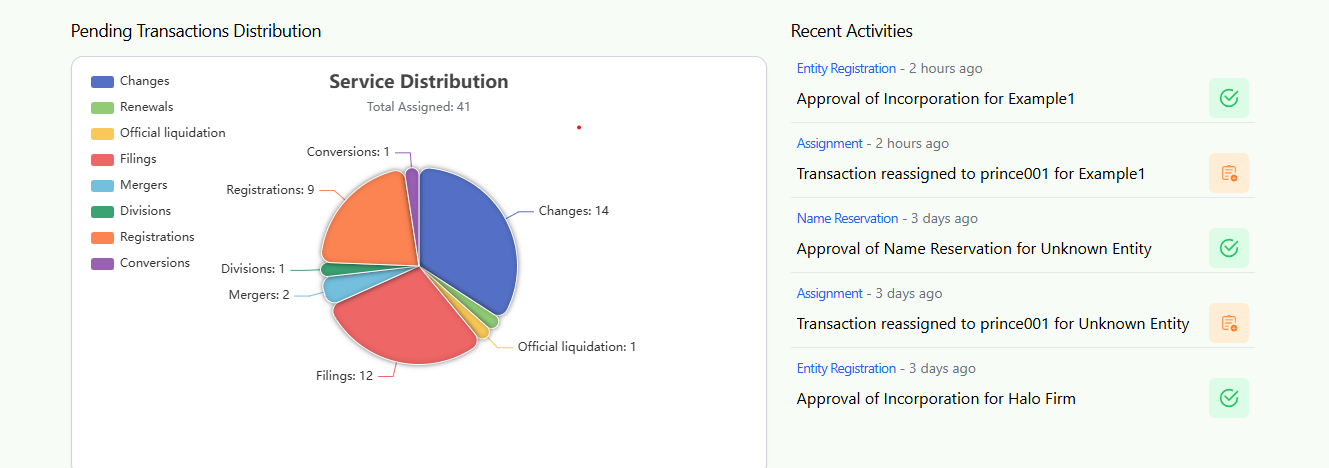 Pending Transactions Distribution
Changes
Renewals
Official liquidation
Filings
Mergers
Divisions
Registrations
Conversions
Service Distribution
Total Assigned: 41
Conversions: 1
Registrations: 9
Changes: 14
Divisions: 1
Mergers: 2
Official liquidation: 1
Filings: 12
Recent Activities
Entity Registration - 2 hours ago
Approval of Incorporation for Example1
Assignment - 2 hours ago
Transaction reassigned to prince001 for Example1
Name Reservation - 3 days ago
Approval of Name Reservation for Unknown Entity
Assignment - 3 days ago
Transaction reassigned to prince001 for Unknown Entity
Entity Registration - 3 days ago
Approval of Incorporation for Halo Firm